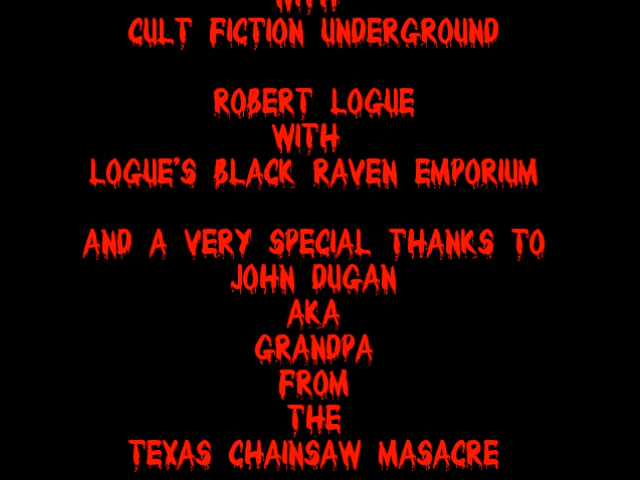 WITH
CULT FICTION UNDERGROUND
ROBERT LOGUE
WITH
LOGUE'S BLACK RAVEN EMPORIUM
AND A VERY SPECIAL THANKS TO
JOHN DUGAN
AKA
GRANDPA
FROM
THE
TEXAS CHAINSAW MASACRE